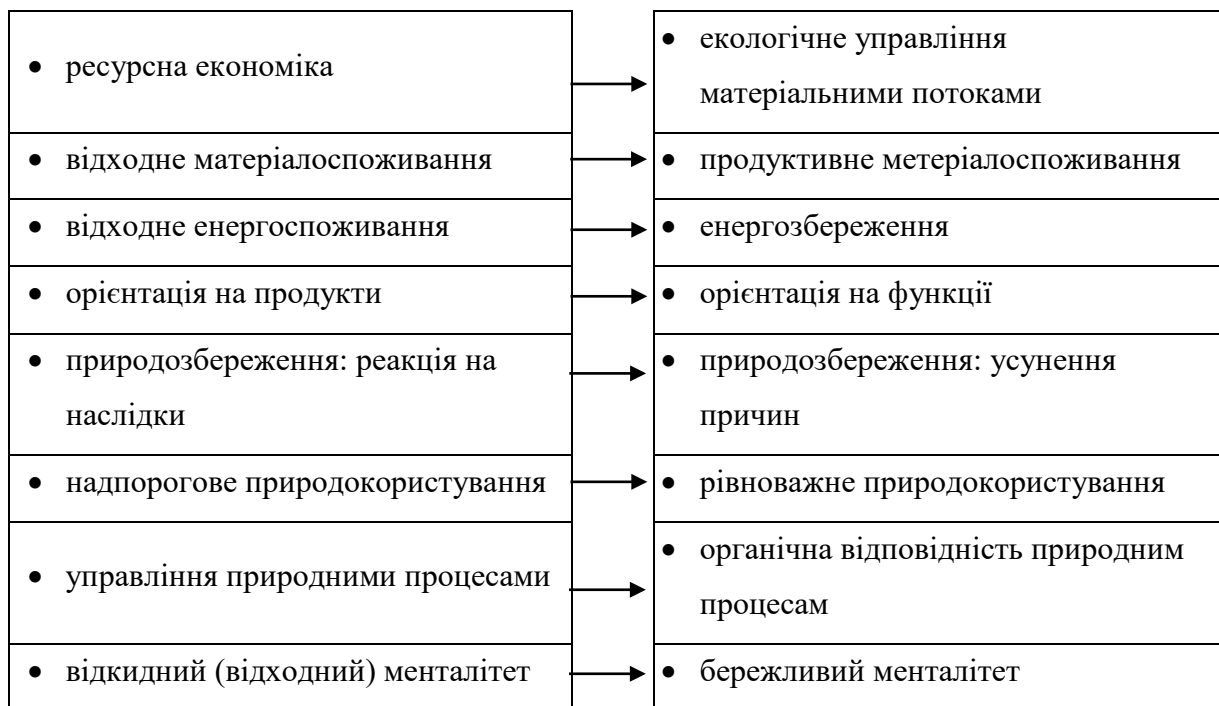 • ресурсна економіка
• екологічне управління
матеріальними потоками
• відходне матеріалоспоживання
• продуктивне метеріалоспоживання
• відходне енергоспоживання
• енергозбереження
• орієнтація на продукти
• орієнтація на функції
• природозбереження: реакція на
наслідки
• природозбереження: усунення
причин
• надпорогове природокористування
• рівноважне природокористування
• управління природними процесами
• органічна відповідність природним
процесам
• відкидний (відходний) менталітет
• бережливий менталітет